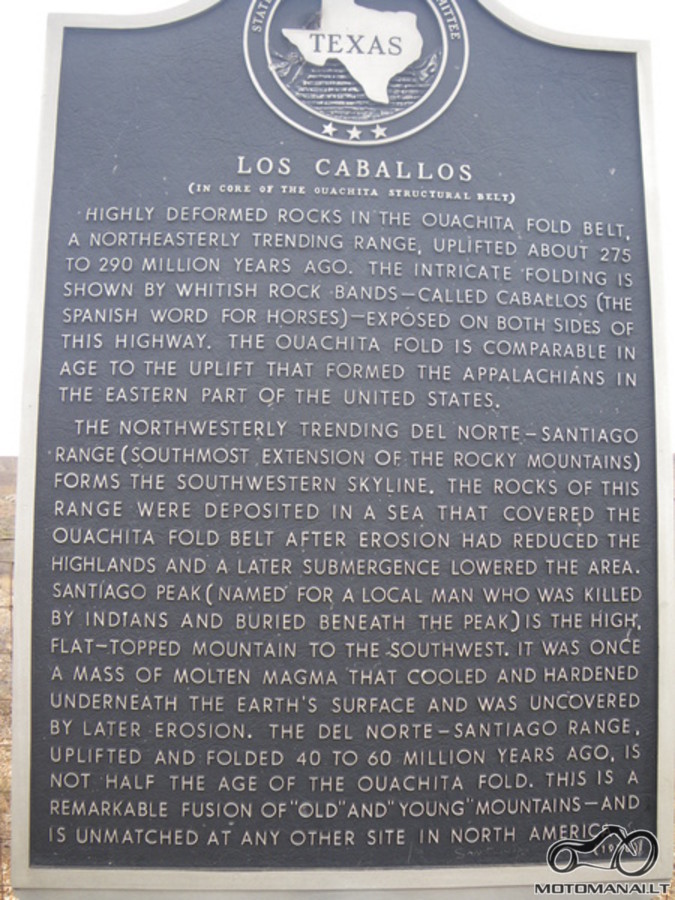 STATE
MITTEE
TEXAS
LOS CABALLOS
(IN CORE OF THE OUACHITA STRUCTURAL BELT)
HIGHLY DEFORMED ROCKS IN THE OUACHITA FOLD BELT,
A NORTHEASTERLY TRENDING RANGE, UPLIFTED ABOUT 275
TO 290 MILLION YEARS AGO. THE INTRICATE FOLDING IS
SHOWN BY WHITISH ROCK BANDS—CALLED CABALLOS (THE
SPANISH WORD FOR HORSES)—EXPOSED ON BOTH SIDES OF
THIS HIGHWAY. THE OUACHITA FOLD IS COMPARABLE IN
AGE TO THE UPLIFT THAT FORMED THE APPALACHIANS IN
THE EASTERN PART OF THE UNITED STATES.
THE NORTHWESTERLY TRENDING DEL NORTE-SANTIAGO
RANGE (SOUTHMOST EXTENSION OF THE ROCKY MOUNTAINS)
FORMS THE SOUTHWESTERN SKYLINE. THE ROCKS OF THIS
RANGE WERE DEPOSITED IN A SEA THAT COVERED THE
OUACHITA FOLD BELT AFTER EROSION HAD REDUCED THE
HIGHLANDS AND A LATER SUBMERGENCE LOWERED THE AREA.
SANTIAGO PEAK (NAMED FOR A LOCAL MAN WHO WAS KILLED
BY INDIANS AND BURIED BENEATH THE PEAK) IS THE HIGH,
FLAT-TOPPED MOUNTAIN TO THE SOUTHWEST. IT WAS ONCE
A MASS OF MOLTEN MAGMA THAT COOLED AND HARDENED
UNDERNEATH THE EARTH'S SURFACE AND WAS UNCOVERED
BY LATER EROSION. THE DEL NORTE-SANTIAGO RANGE,
UPLIFTED AND FOLDED 40 TO 60 MILLION YEARS AGO, IS
NOT HALF THE AGE OF THE OUACHITA FOLD. THIS IS A
REMARKABLE FUSION OF "OLD" AND "YOUNG" MOUNTAINS—AND
IS UNMATCHED AT ANY OTHER SITE IN NORTH AMERIC
MOTOMANAI.LT